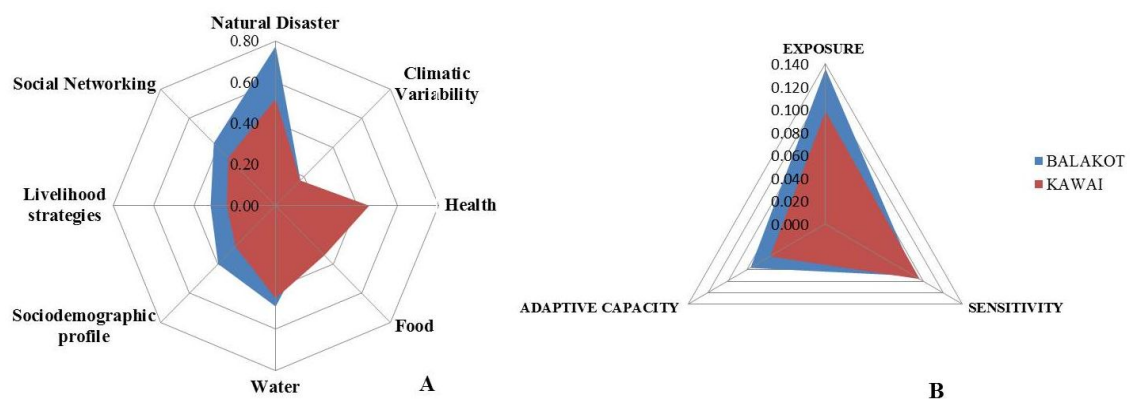 Natural Disaster
0.80
0.60
0.40
0.20
0.00
Climatic
Variability
Health
Food
Water
Sociodemographic
profile
Livelihood
strategies
Social Networking
A
EXPOSURE
0.140
0.120
0.100
0.080
0.060
0.040
0.020
0.000
SENSITIVITY
ADAPTIVE CAPACITY
BALAKOT
KAWAI
B